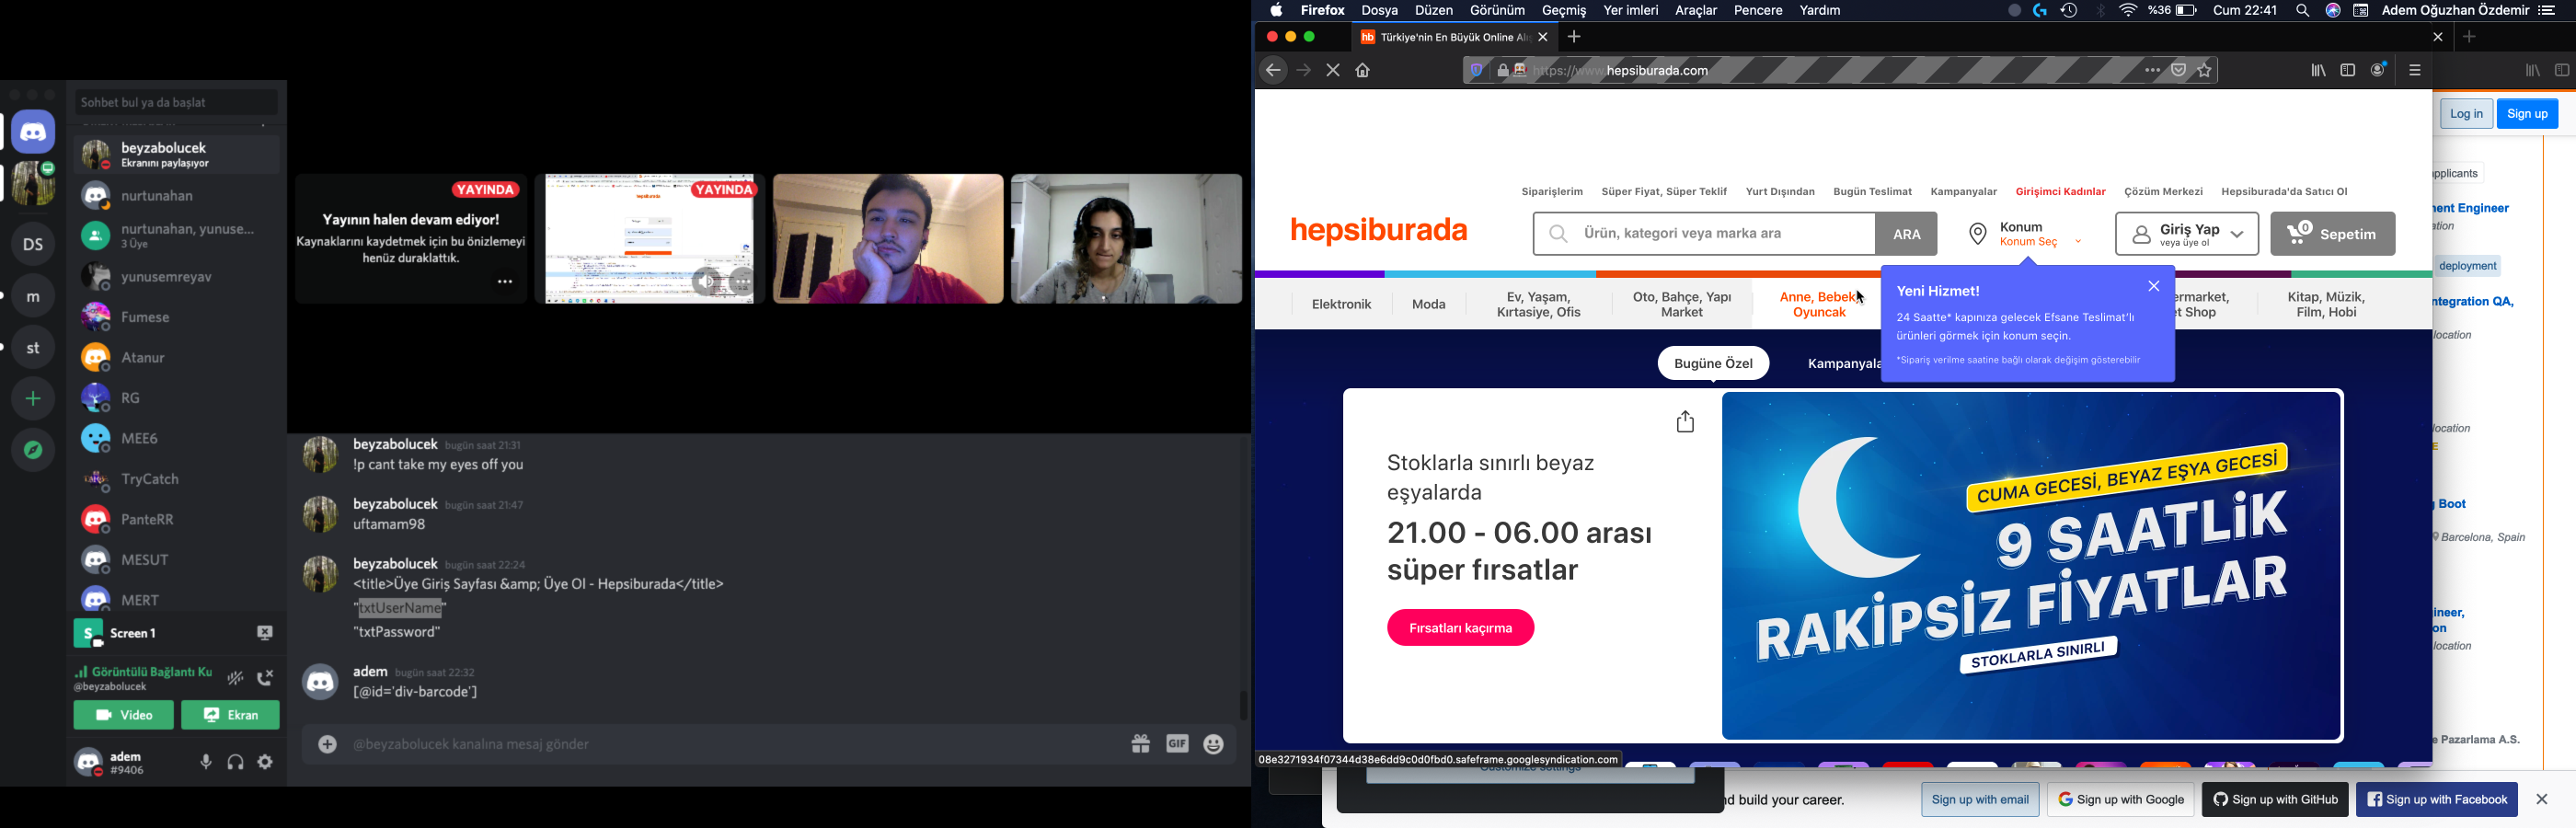 Sohbet bul ya da başlat
beyzabolucek
Ekranını paylaşıyor
nurtunahan
nurtunahan, yunuse...
3 Üye
yunusemreyav
Fumese
Atanur
RG
MEE6
TryCatch
PanteRR
MESUT
MERT
DS
m
st
S
Screen 1
Görüntülü Bağlantı Ku
@beyzabolucek
Video
Ekran
adem
#9406
YAYINDA
Yayının halen devam ediyor!
Kaynaklarını kaydetmek için bu önizlemeyi
henüz duraklattık.
YAYINDA
hepsiburada
beyzabolucek bugün saat 21:31
!p cant take my eyes off you
beyzabolucek bugün saat 21:47
uftamam98
beyzabolucek bugün saat 22:24
<title>Üye Giriş Sayfası &amp; Üye Ol - Hepsiburada</title>
"txtUserName"
"txtPassword"
adem bugün saat 22:32
[@id='div-barcode']
@beyzabolucek kanalına mesaj gönder
GIF
Firefox Dosya Düzen Görünüm Geçmiş Yer imleri Araçlar Pencere Yardım
%36 Cum 22:41 Adem Oğuzhan Özdemir
hb Türkiye'nin En Büyük Online Alış
https://www.hepsiburada.com
Siparişlerim Süper Fiyat, Süper Teklif Yurt Dışından Bugün Teslimat Kampanyalar Girişimci Kadınlar Çözüm Merkezi Hepsiburada'da Satıcı Ol
hepsiburada
Ürün, kategori veya marka ara
ARA
Konum
Konum Seç
Giriş Yap
veya üye ol
0
Sepetim
Elektronik
Moda
Ev, Yaşam,
Kırtasiye, Ofis
Oto, Bahçe, Yapı
Market
Anne, Bebek,
Oyuncak
ermarket,
et Shop
Kitap, Müzik,
Film, Hobi
Yeni Hizmet!
24 Saatte* kapınıza gelecek Efsane Teslimat'lı
ürünleri görmek için konum seçin.
*Sipariş verilme saatine bağlı olarak değişim gösterebilir
Bugüne Özel
Kampanyala
Stoklarla sınırlı beyaz
eşyalarda
21.00 - 06.00 arası
süper fırsatlar
Fırsatları kaçırma
CUMA GECESİ, BEYAZ EŞYA GECESİ
9 SAATLİK
RAKİPSİZ FİYATLAR
STOKLARLA SINIRLI
08e3271934f07344d38e6dd9c0d0fbd0.safeframe.googlesyndication.com
Customize settings
Log in
Sign up
pplicants
nent Engineer
ation
deployment
ntegration QA,
location
location
E
g Boot
Barcelona, Spain
ineer,
on
location
e Pazarlama A.S.
nd build your career.
Sign up with email
Sign up with Google
Sign up with GitHub
Sign up with Facebook